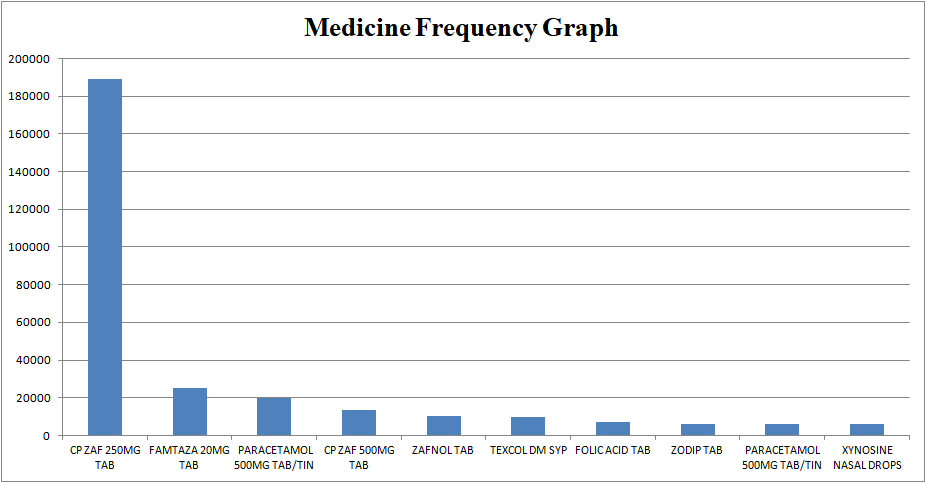 Medicine Frequency Graph
200000
180000
160000
140000
120000
100000
80000
60000
40000
20000
0
CP ZAF 250MG
TAB
FAMTAZA 20MG
TAB
PARACETAMOL
500MG TAB/TIN
CP ZAF 500MG
TAB
ZAFNOL TAB
TEXCOL DM SYP
FOLIC ACID TAB
ZODIP TAB
PARACETAMOL
500MG TAB/TIN
XYNOSINE
NASAL DROPS